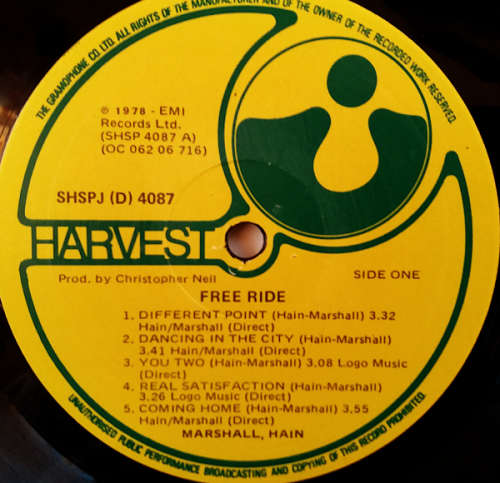 THE GRAMOPHONE CO LTD. ALL RIGHTS OF THE MANUFACTURER AND OF THE OWNER OF THE RECORDED WORK RESERVED.
℗ 1978 - EMI
Records Ltd.
(SHSP 4087 A)
(OC 062 06 716)
SHSPJ (D) 4087
HARVEST
Prod. by Christopher Neil
SIDE ONE
FREE RIDE
1. DIFFERENT POINT (Hain-Marshall) 3.32
Hain/Marshall (Direct)
2. DANCING IN THE CITY (Hain-Marshall)
3.41 Hain/Marshall (Direct)
3. YOU TWO (Hain-Marshall) 3.08 Logo Music
(Direct)
4. REAL SATISFACTION (Hain/Marshall)
3.26 Logo Music (Direct)
5. COMING HOME (Hain-Marshall) 3.55
Hain/Marshall (Direct)
MARSHALL, HAIN
UNAUTHORISED PUBLIC PERFORMANCE BROADCASTING AND COPYING OF THIS RECORD PROHIBITED.